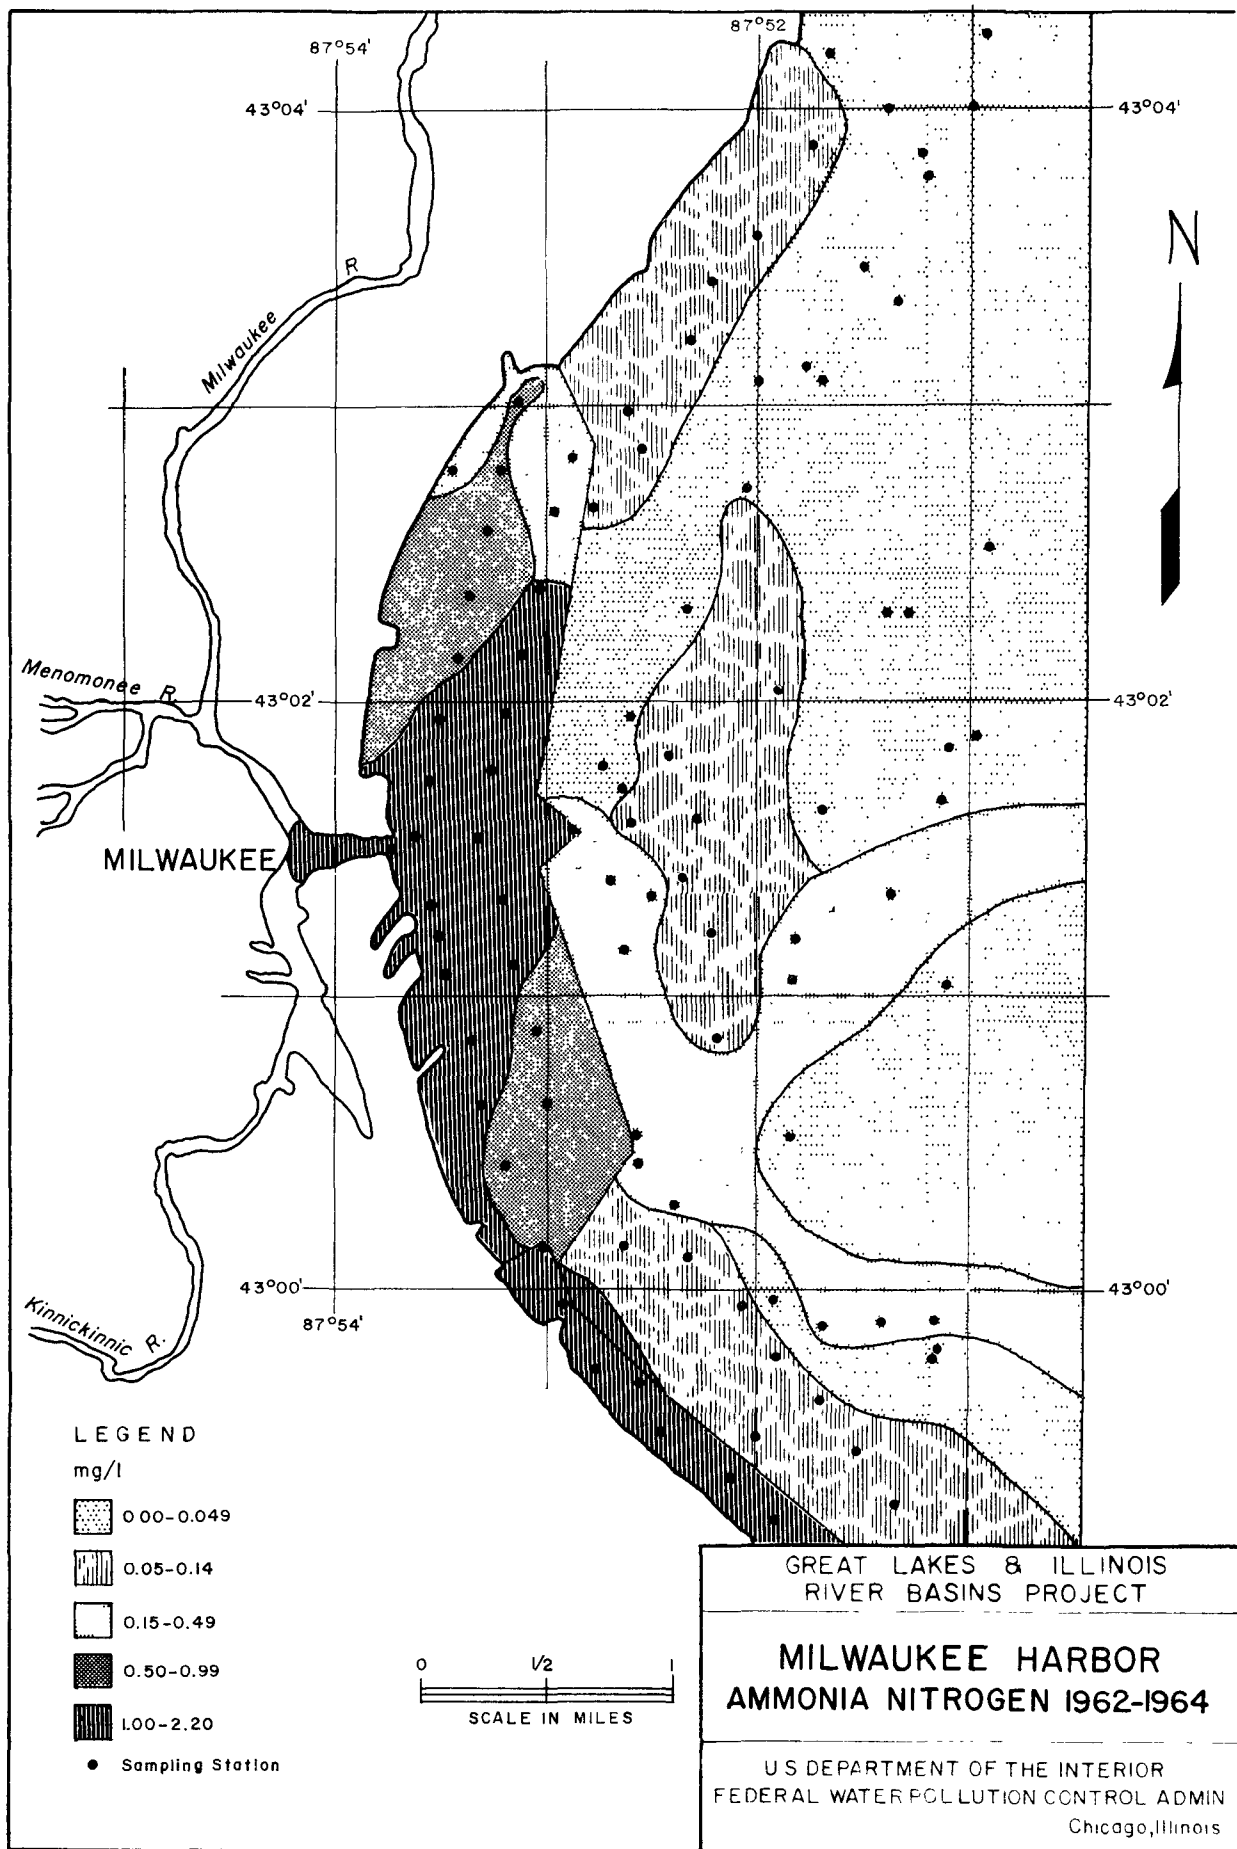 87°54'
87°52
43°04'
43°04'
N
Milwaukee R
Menomonee R.
43°02'
43°02'
MILWAUKEE
43°00'
43°00'
87°54'
Kinnickinnic R.
LEGEND
mg/l
0 00-0.049
0.05-0.14
0.15-0.49
0.50-0.99
1.00-2.20
Sampling Station
0 1/2 1
SCALE IN MILES
GREAT LAKES & ILLINOIS
RIVER BASINS PROJECT
MILWAUKEE HARBOR
AMMONIA NITROGEN 1962-1964
U S DEPARTMENT OF THE INTERIOR
FEDERAL WATER POLLUTION CONTROL ADMIN
Chicago, Illinois